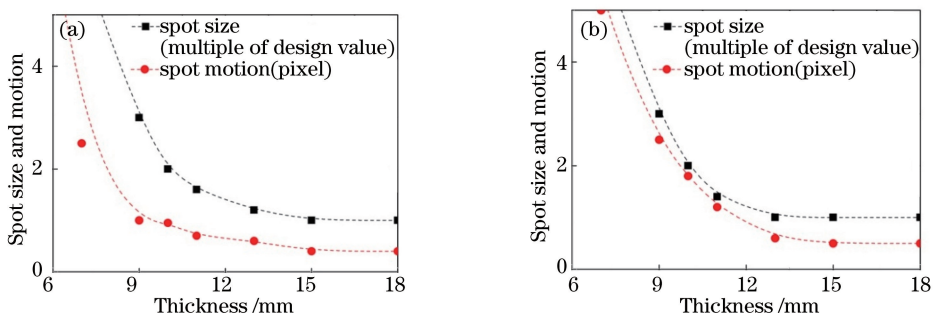 (a)
spot size
(multiple of design value)
spot motion(pixel)
Spot size and motion
4
2
0
6
9
12
15
18
Thickness /mm
(b)
spot size
(multiple of design value)
spot motion(pixel)
Spot size and motion
4
2
0
6
9
12
15
18
Thickness /mm